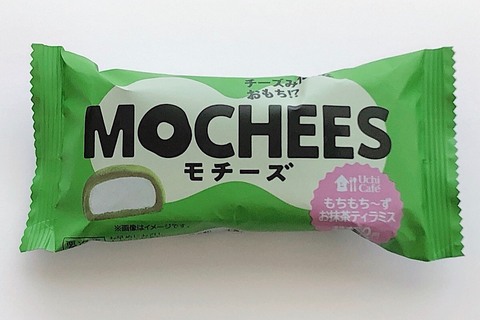 チーズみたいな
おもち!?
MOCHEES
モチーズ
Uchi
Café
もちもち～ず
お抹茶ティラミス
※画像はイメージです。